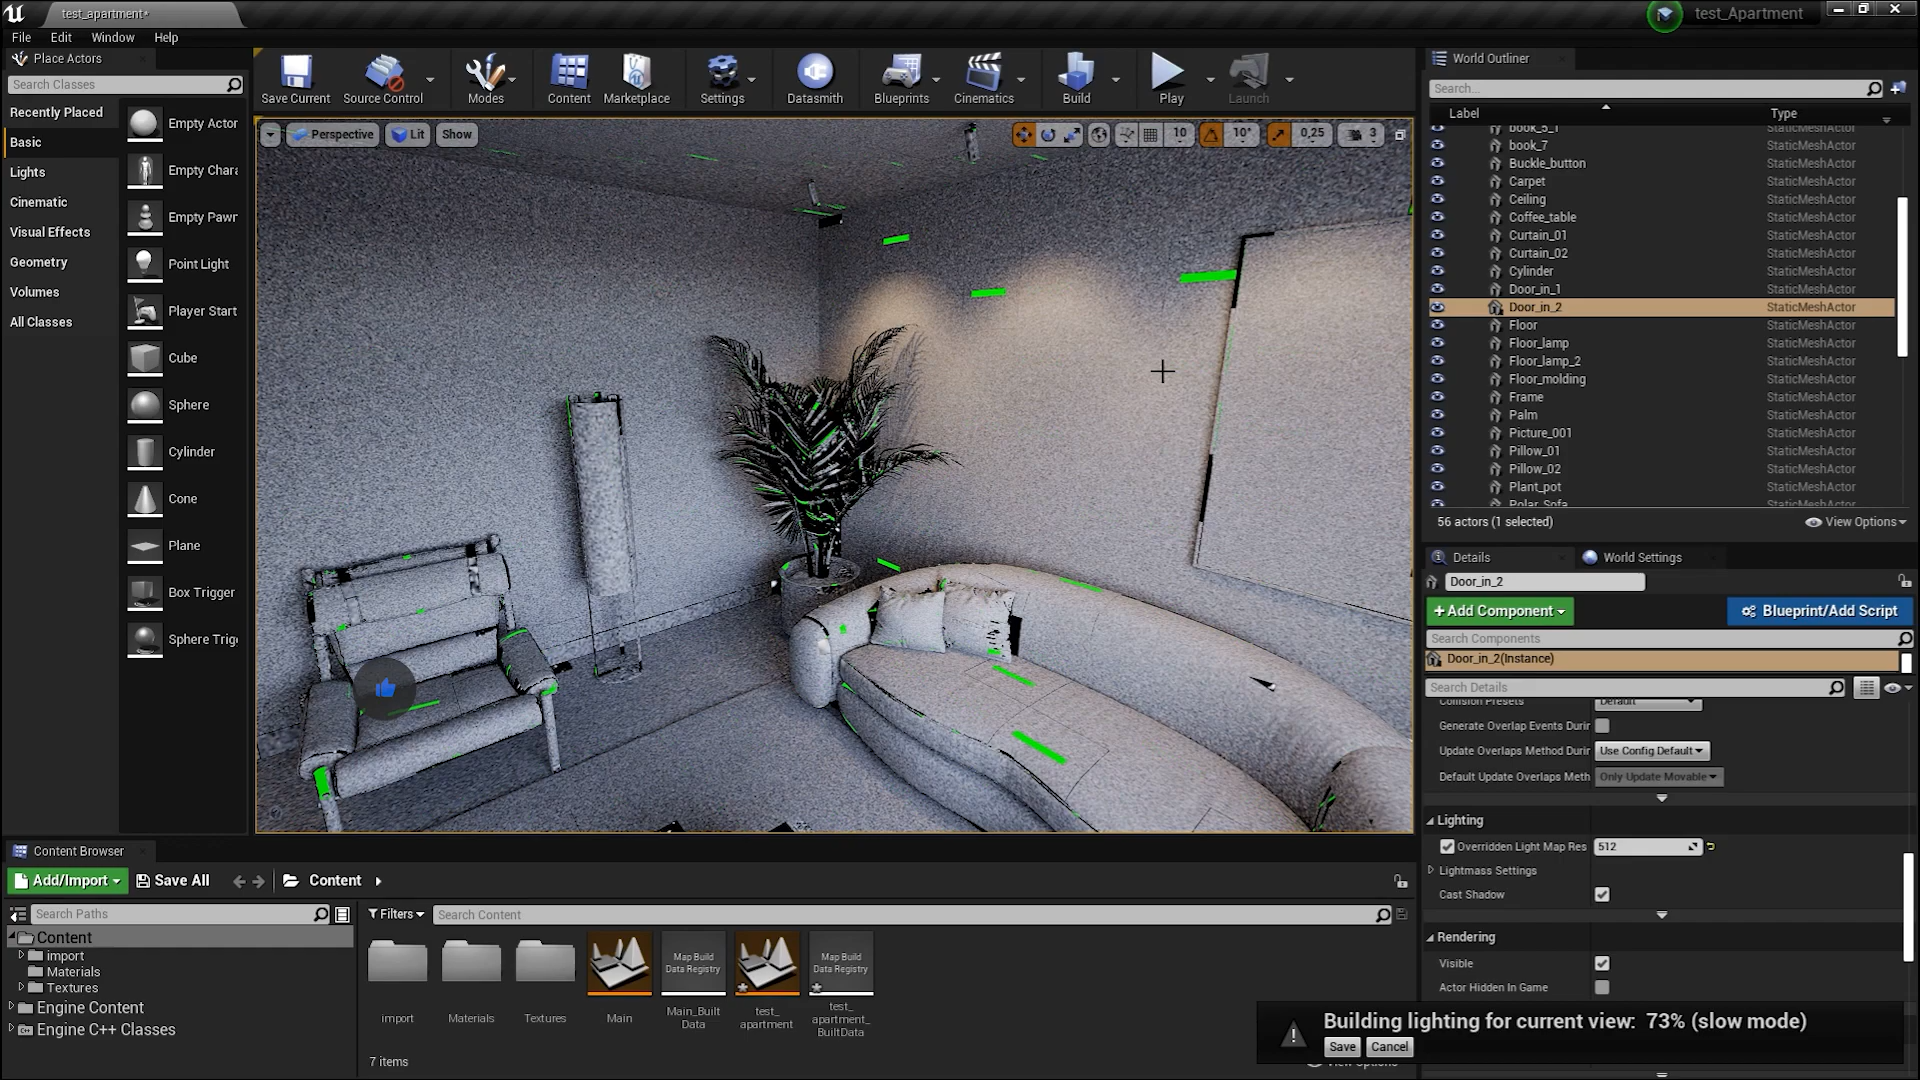 test_apartment*
test_Apartment
File Edit Window Help
Place Actors
Search Classes
Recently Placed
Basic
Lights
Cinematic
Visual Effects
Geometry
Volumes
All Classes
Empty Actor
Empty Chara
Empty Pawn
Point Light
Player Start
Cube
Sphere
Cylinder
Cone
Plane
Box Trigger
Sphere Trig
Save Current
Source Control
Modes
Content
Marketplace
Settings
Datasmith
Blueprints
Cinematics
Build
Play
Launch
Perspective
Lit
Show
10
10°
0,25
3
World Outliner
Search...
Label Type
book_5_1 StaticMeshActor
book_7 StaticMeshActor
Buckle_button StaticMeshActor
Carpet StaticMeshActor
Ceiling StaticMeshActor
Coffee_table StaticMeshActor
Curtain_01 StaticMeshActor
Curtain_02 StaticMeshActor
Cylinder StaticMeshActor
Door_in_1 StaticMeshActor
Door_in_2 StaticMeshActor
Floor StaticMeshActor
Floor_lamp StaticMeshActor
Floor_lamp_2 StaticMeshActor
Floor_molding StaticMeshActor
Frame StaticMeshActor
Palm StaticMeshActor
Picture_001 StaticMeshActor
Pillow_01 StaticMeshActor
Pillow_02 StaticMeshActor
Plant_pot StaticMeshActor
Polar_Sofa StaticMeshActor
56 actors (1 selected)
View Options
Details
World Settings
Door_in_2
+Add Component
Blueprint/Add Script
Search Components
Door_in_2(Instance)
Search Details
Collision Presets Default
Generate Overlap Events Durir
Update Overlaps Method Durir Use Config Default
Default Update Overlaps Meth Only Update Movable
Lighting
Overridden Light Map Res 512
Lightmass Settings
Cast Shadow
Rendering
Visible
Actor Hidden In Game
Content Browser
Add/Import
Save All
Content
Search Paths
Filters
Search Content
Content
import
Materials
Textures
Engine Content
Engine C++ Classes
import
Materials
Textures
Main
Map Build
Data Registry
Main_Built
Data
test_
apartment
Map Build
Data Registry
test_
apartment_
BuiltData
7 items
View Options
Building lighting for current view: 73% (slow mode)
Save
Cancel